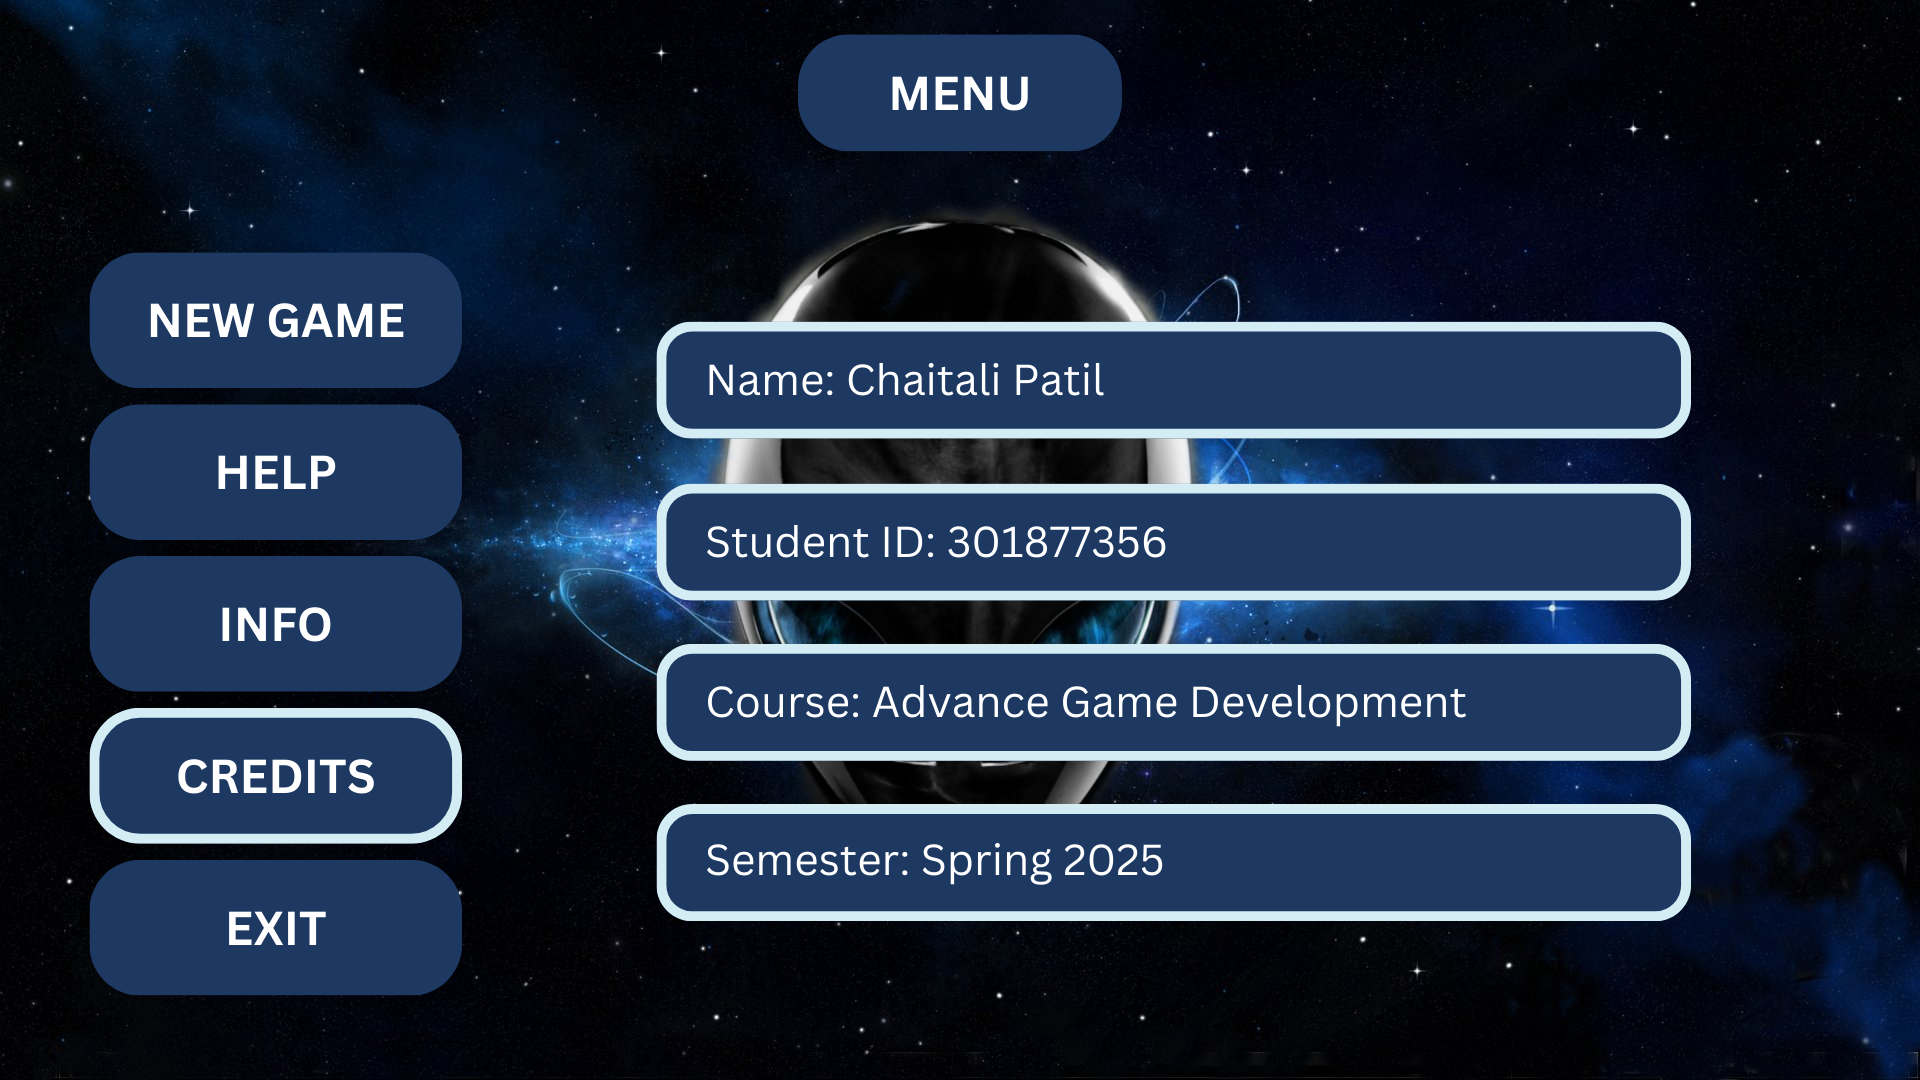 MENU
NEW GAME
HELP
INFO
CREDITS
EXIT
Name: Chaitali Patil
Student ID: 301877356
Course: Advance Game Development
Semester: Spring 2025